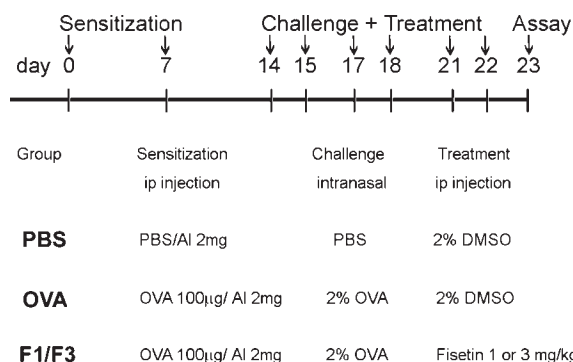 Sensitization Challenge + Treatment Assay
day 0 7 14 15 17 18 21 22 23
Group Sensitization Challenge Treatment
ip injection intranasal ip injection
PBS PBS/Al 2mg PBS 2% DMSO
OVA OVA 100μg/ Al 2mg 2% OVA 2% DMSO
F1/F3 OVA 100μg/ Al 2mg 2% OVA Fisetin 1 or 3 mg/kg